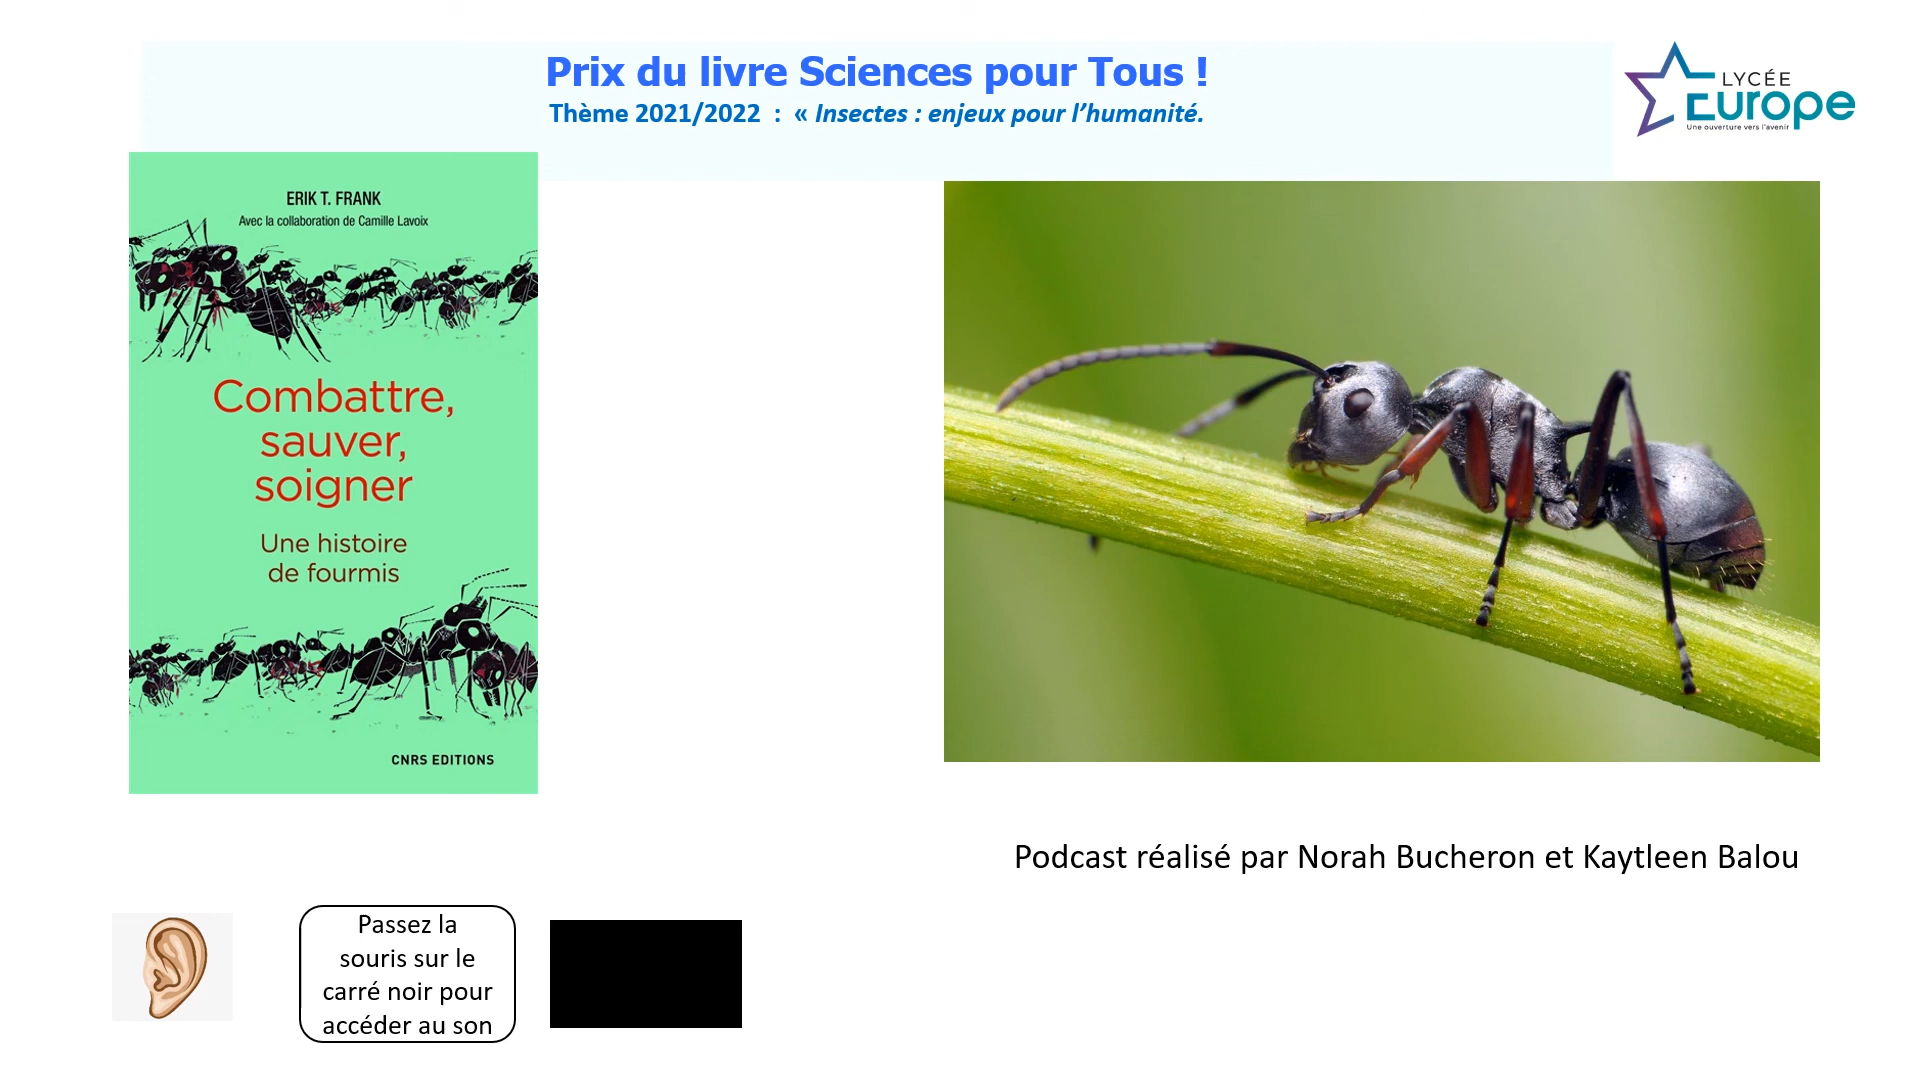 Prix du livre Sciences pour Tous !
Thème 2021/2022 : « Insectes : enjeux pour l’humanité.
LYCÉE
Europe
Une ouverture vers l'avenir
ERIK T. FRANK
Avec la collaboration de Camille Lavoix
Combattre,
sauver,
soigner
Une histoire
de fourmis
CNRS EDITIONS
Podcast réalisé par Norah Bucheron et Kaytleen Balou
Passez la
souris sur le
carré noir pour
accéder au son